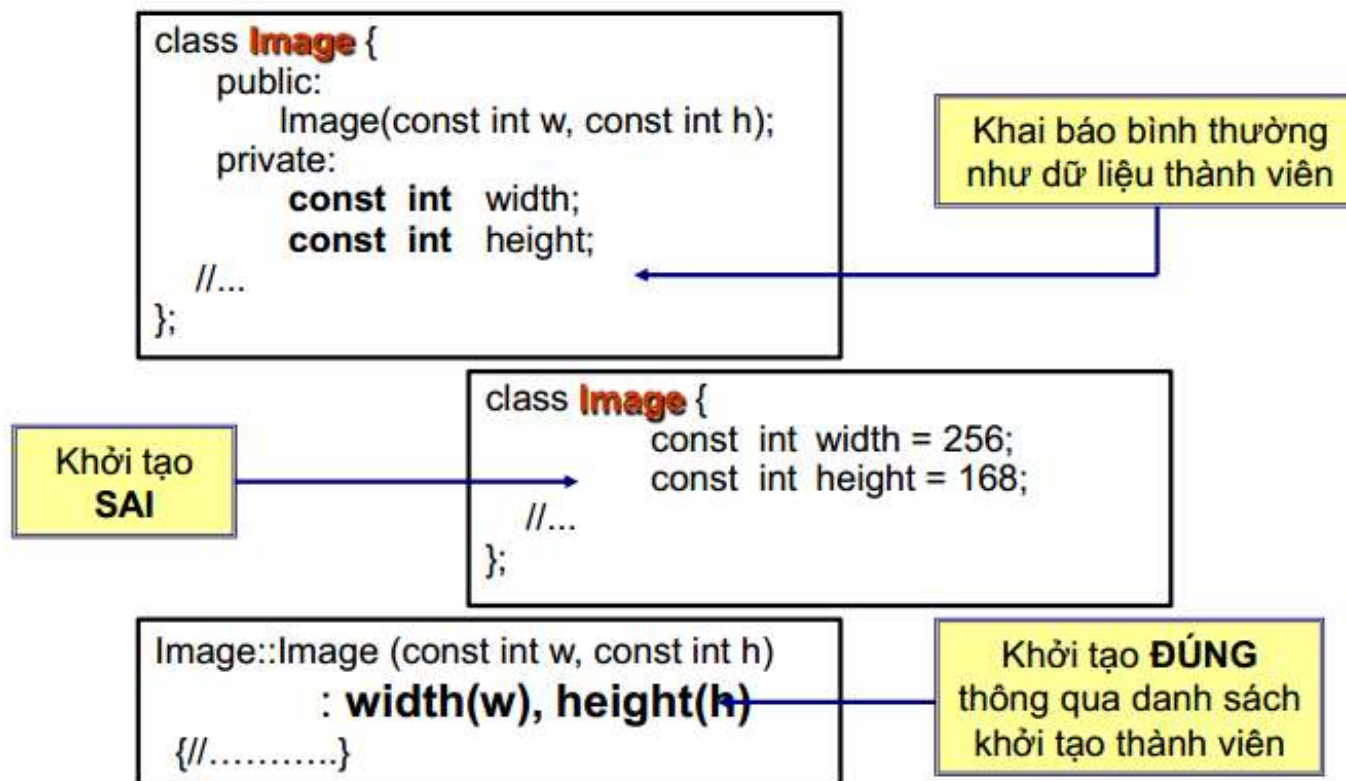 class Image {
public:
Image(const int w, const int h);
private:
const int width;
const int height;
//...
};
Khai báo bình thường
như dữ liệu thành viên
Khởi tạo
SAI
class Image {
const int width = 256;
const int height = 168;
//...
};
Image::Image (const int w, const int h)
: width(w), height(h)
{//………..}
Khởi tạo ĐÚNG
thông qua danh sách
khởi tạo thành viên